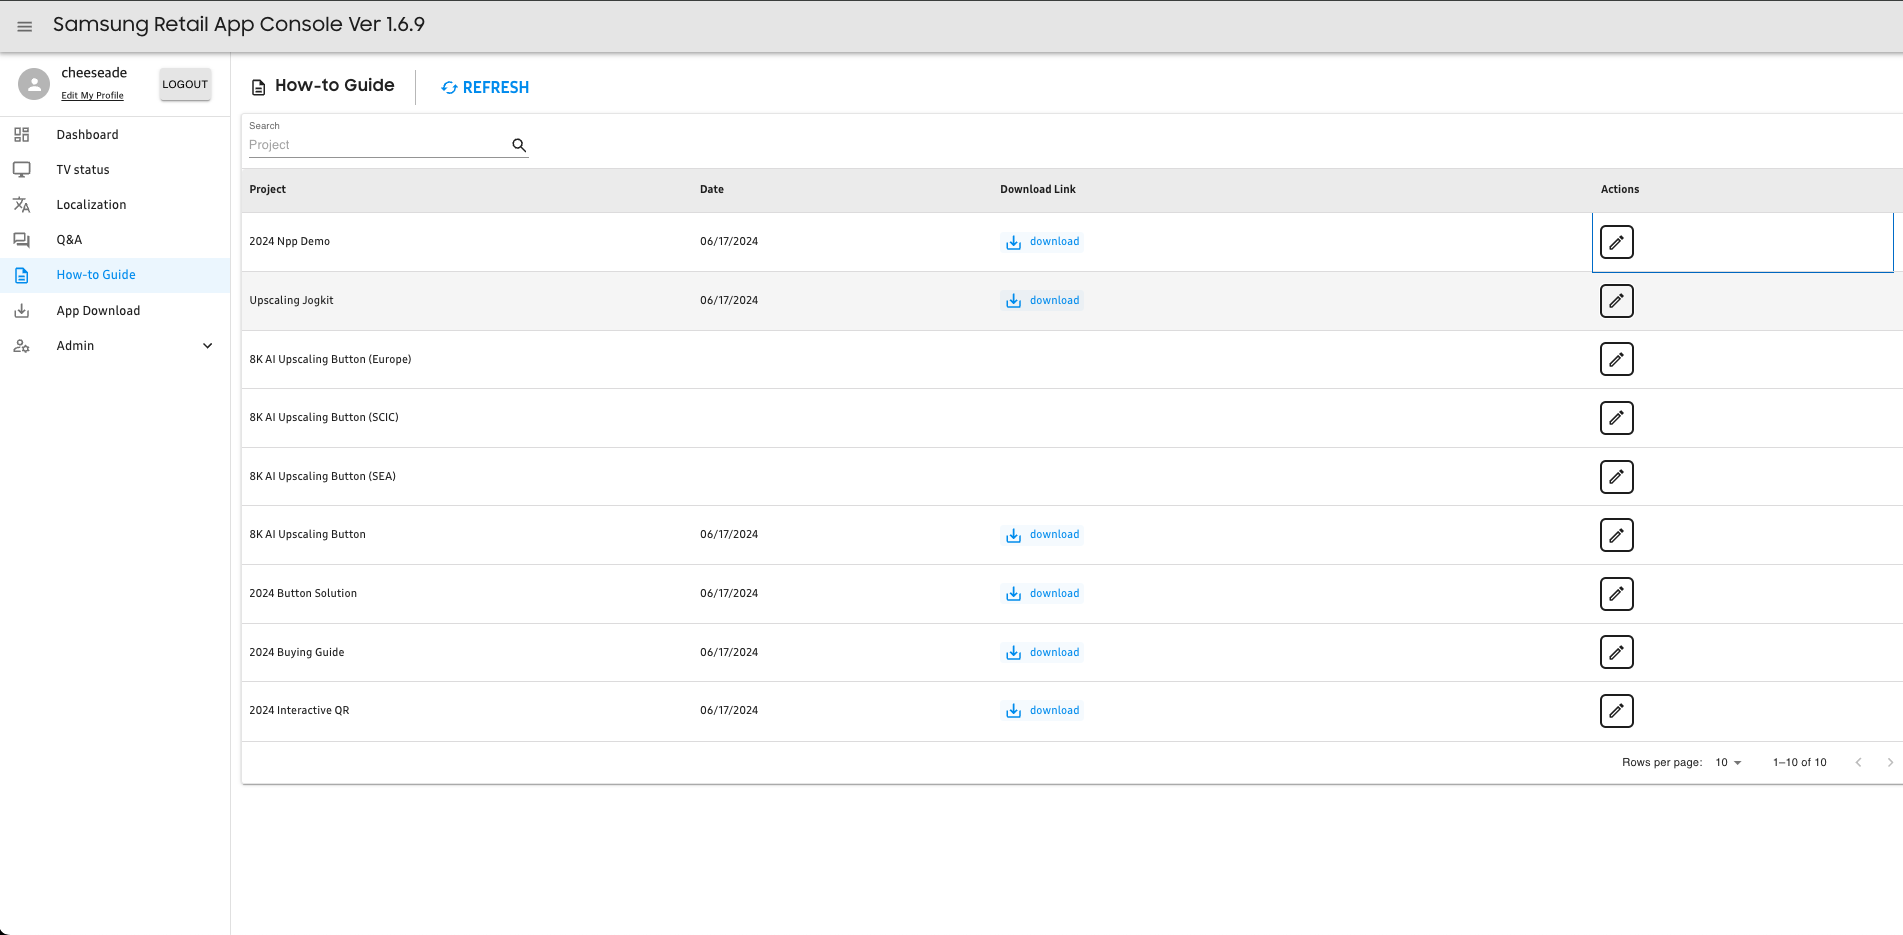 Samsung Retail App Console Ver 1.6.9
cheeseade
Edit My Profile
LOGOUT
Dashboard
TV status
Localization
Q&A
How-to Guide
App Download
Admin
How-to Guide
REFRESH
Search
Project
Project Date Download Link Actions
2024 Npp Demo 06/17/2024 download
Upscaling Jogkit 06/17/2024 download
8K AI Upscaling Button (Europe)
8K AI Upscaling Button (SCIC)
8K AI Upscaling Button (SEA)
8K AI Upscaling Button 06/17/2024 download
2024 Button Solution 06/17/2024 download
2024 Buying Guide 06/17/2024 download
2024 Interactive QR 06/17/2024 download
Rows per page: 10 1–10 of 10